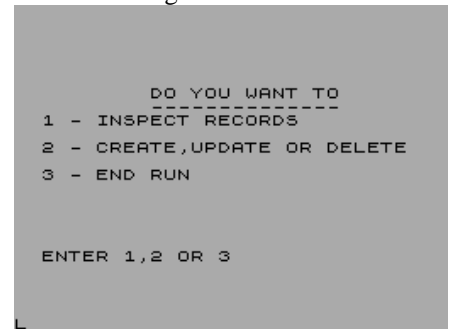 DO YOU WANT TO
--------------
1 - INSPECT RECORDS
2 - CREATE,UPDATE OR DELETE
3 - END RUN
ENTER 1,2 OR 3
L